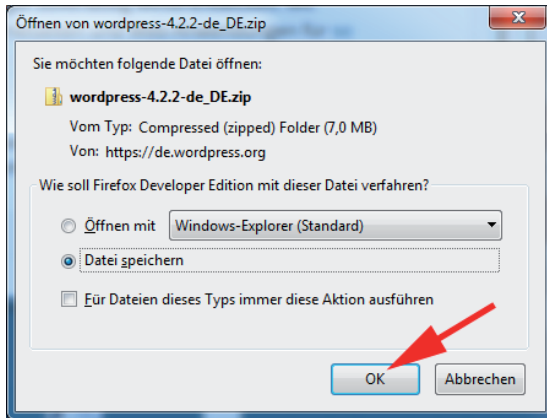 Öffnen von wordpress-4.2.2-de_DE.zip
Sie möchten folgende Datei öffnen:
wordpress-4.2.2-de_DE.zip
Vom Typ: Compressed (zipped) Folder (7,0 MB)
Von: https://de.wordpress.org
Wie soll Firefox Developer Edition mit dieser Datei verfahren?
Öffnen mit Windows-Explorer (Standard)
Datei speichern
Für Dateien dieses Typs immer diese Aktion ausführen
OK Abbrechen